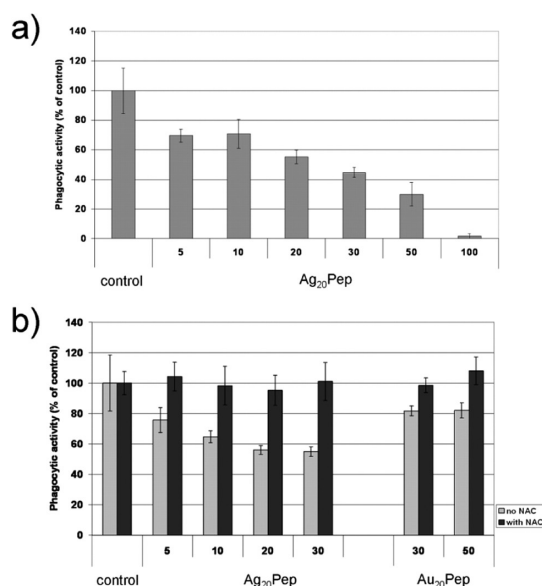 a)
Phagocytic activity (% of control)
140
120
100
80
60
40
20
0
5 10 20 30 50 100
control Ag₂₀Pep
b)
Phagocytic activity (% of control)
140
120
100
80
60
40
20
0
no NAC
with NAC
5 10 20 30 30 50
control Ag₂₀Pep Au₂₀Pep